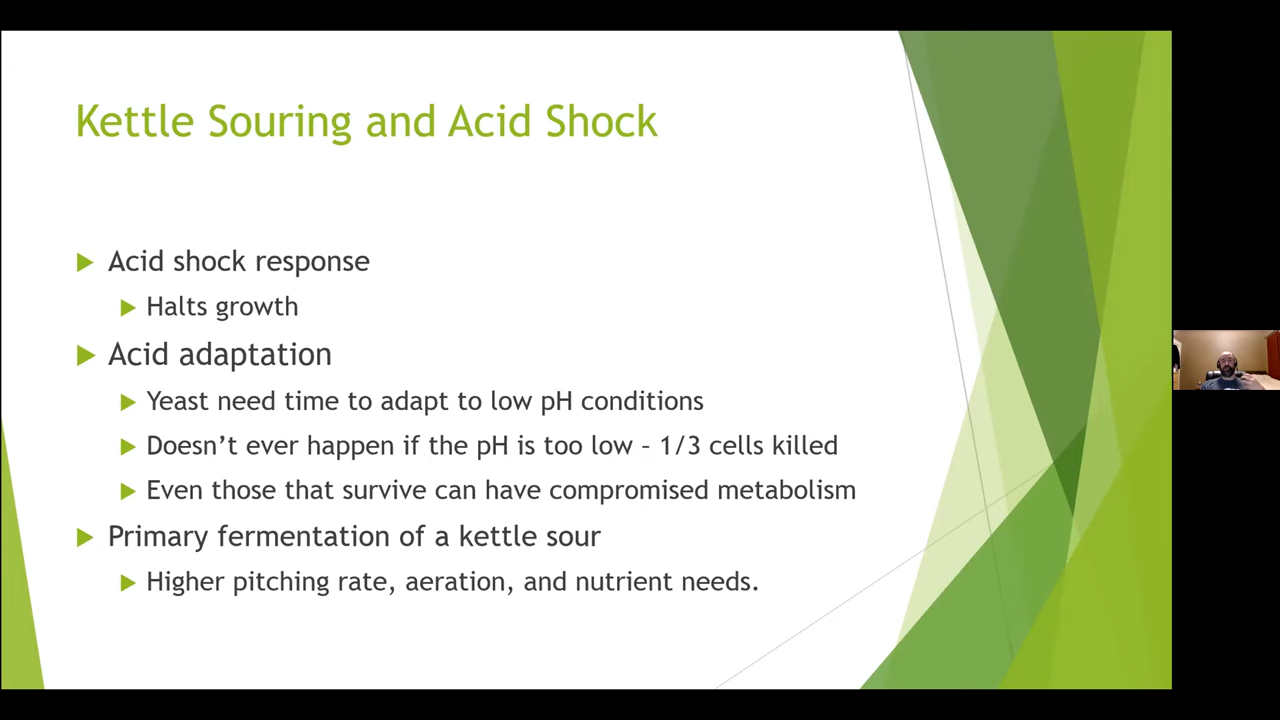 Kettle Souring and Acid Shock
Acid shock response
Halts growth
Acid adaptation
Yeast need time to adapt to low pH conditions
Doesn’t ever happen if the pH is too low – 1/3 cells killed
Even those that survive can have compromised metabolism
Primary fermentation of a kettle sour
Higher pitching rate, aeration, and nutrient needs.